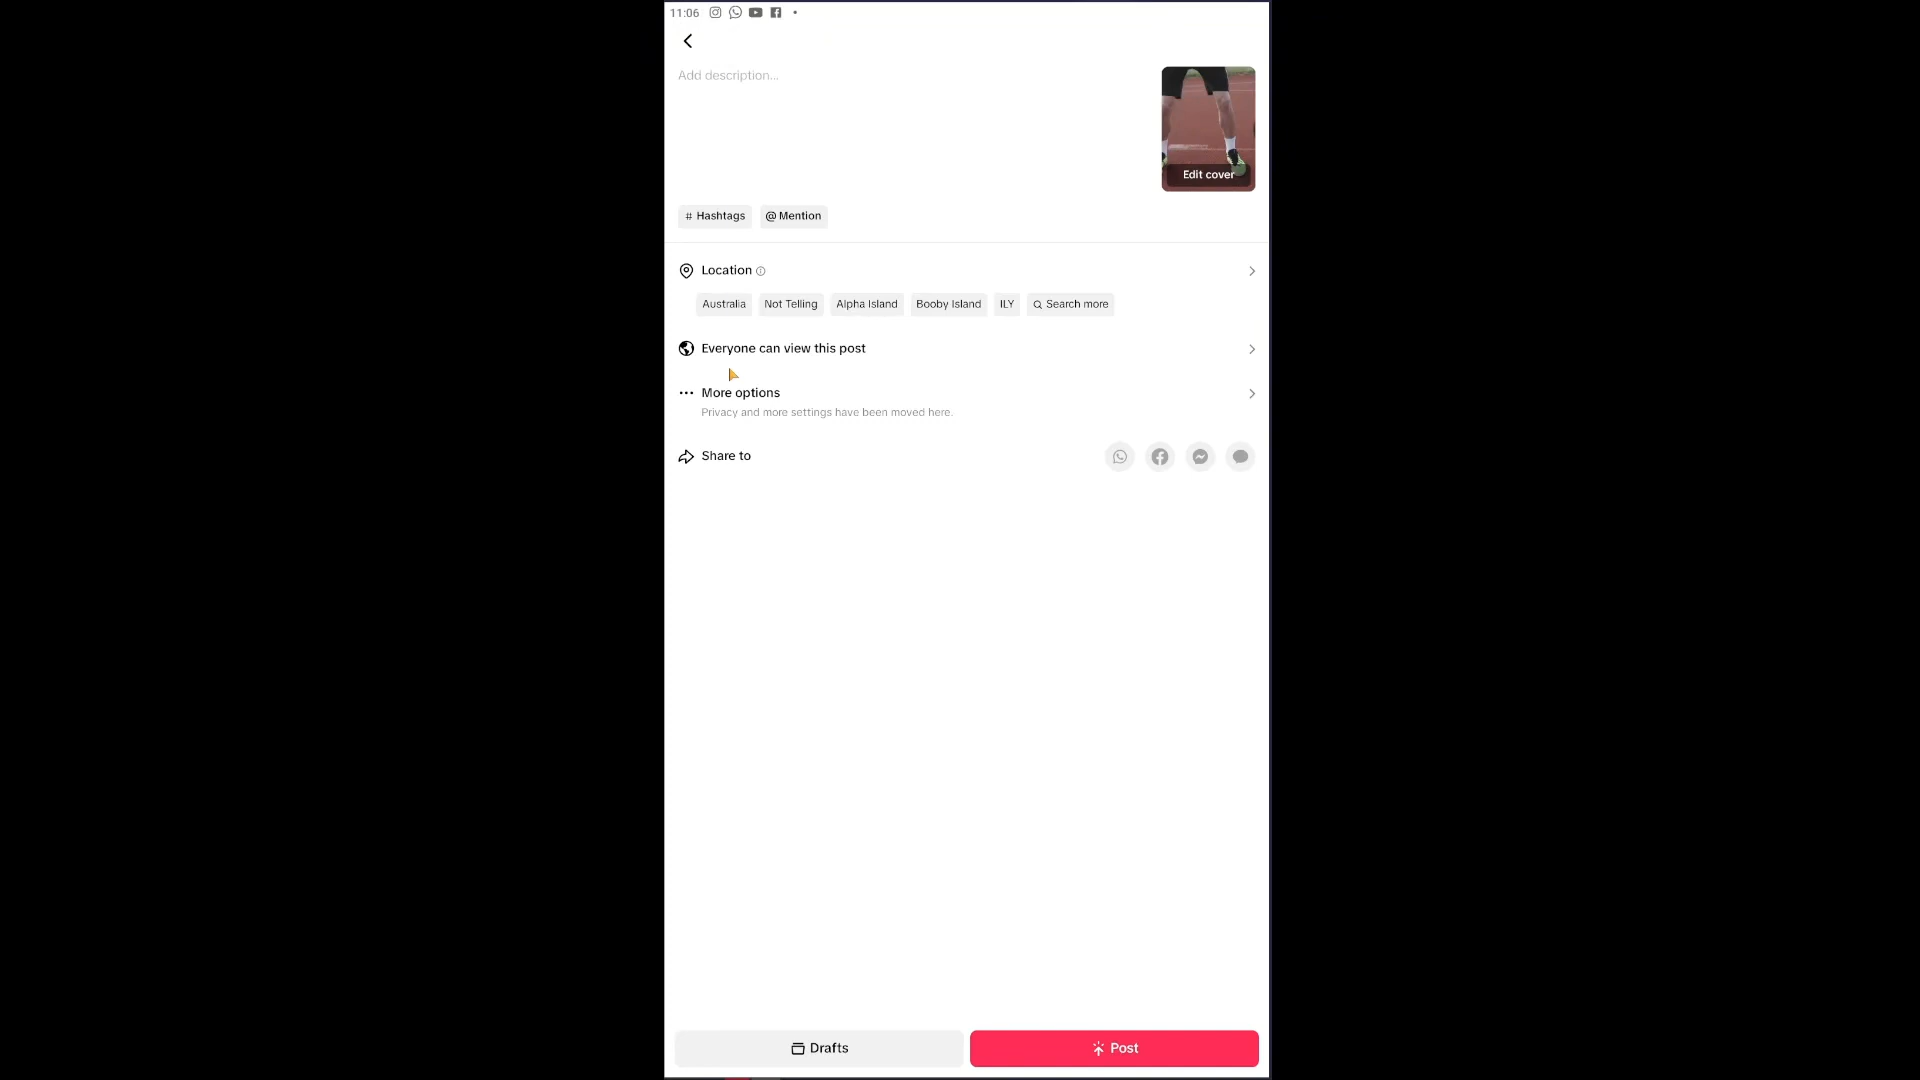 11:06
Add description...
Edit cover
# Hashtags @ Mention
Location
Australia Not Telling Alpha Island Booby Island ILY Search more
Everyone can view this post
More options
Privacy and more settings have been moved here.
Share to
Drafts Post